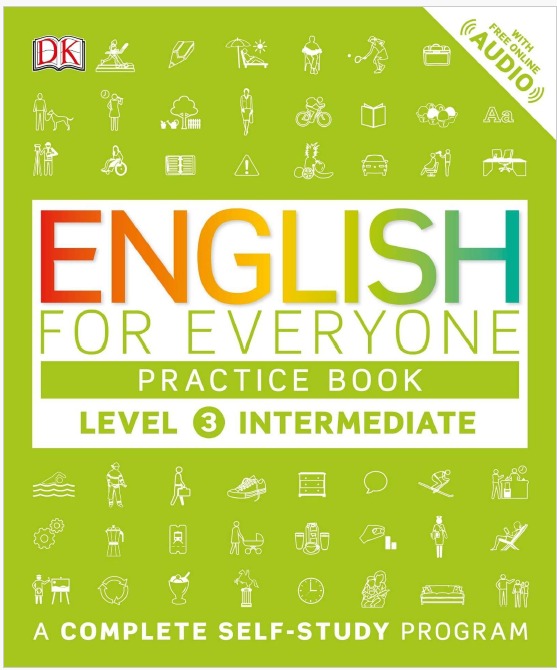 DK
WITH
FREE ONLINE
AUDIO
Aa
ENGLISH
FOR EVERYONE
PRACTICE BOOK
LEVEL 3 INTERMEDIATE
A COMPLETE SELF-STUDY PROGRAM